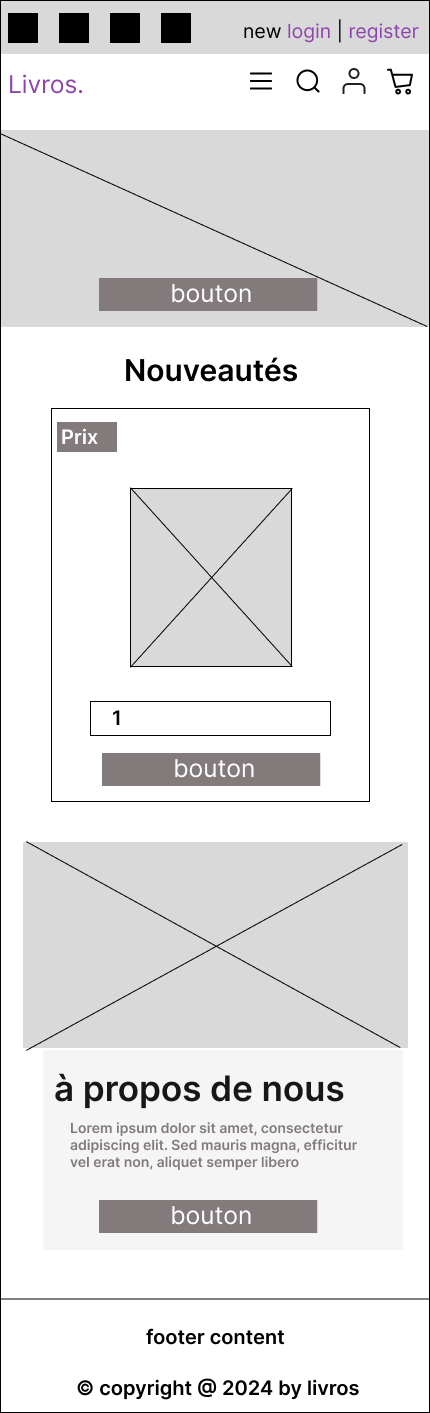 new login | register
Livros.
bouton
Nouveautés
Prix
1
bouton
à propos de nous
Lorem ipsum dolor sit amet, consectetur
adipiscing elit. Sed mauris magna, efficitur
vel erat non, aliquet semper libero
bouton
footer content
© copyright @ 2024 by livros